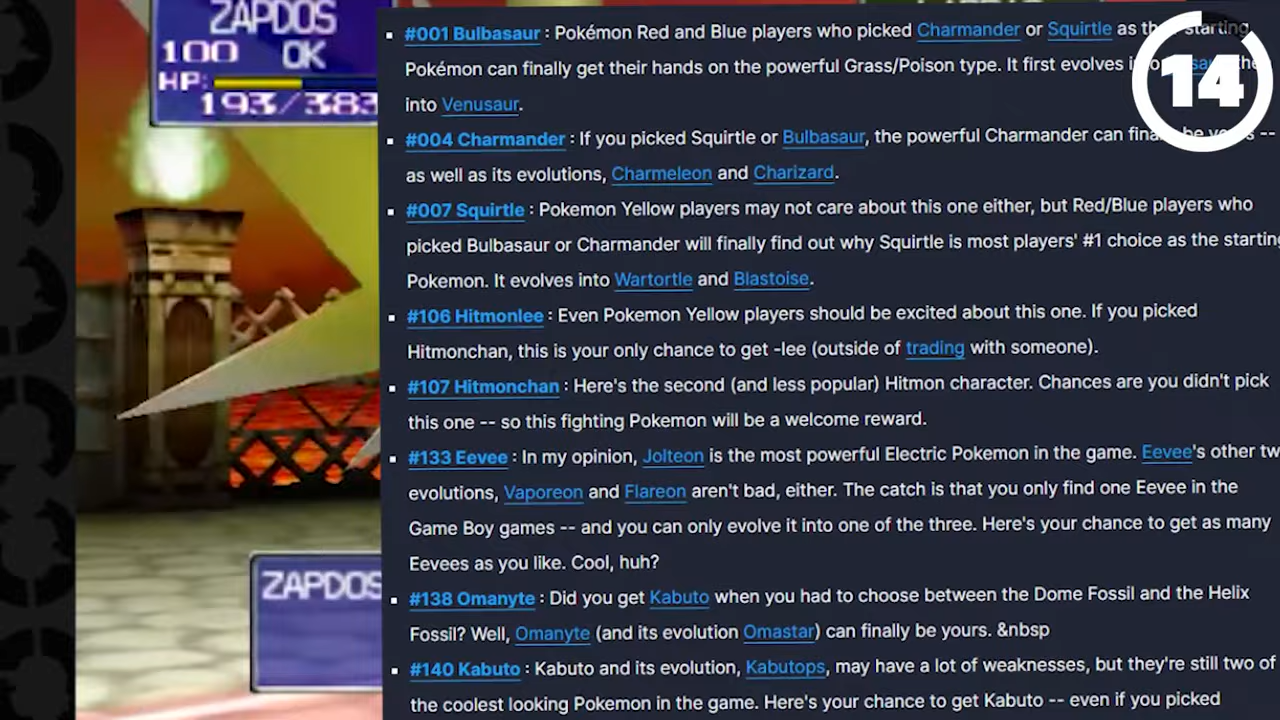 ZAPDOS
100 OK
HP:
193/383
#001 Bulbasaur : Pokémon Red and Blue players who picked Charmander or Squirtle as their starting
Pokémon can finally get their hands on the powerful Grass/Poison type. It first evolves into
into Venusaur.
#004 Charmander : If you picked Squirtle or Bulbasaur, the powerful Charmander can finally be yours --
as well as its evolutions, Charmeleon and Charizard.
#007 Squirtle : Pokemon Yellow players may not care about this one either, but Red/Blue players who
picked Bulbasaur or Charmander will finally find out why Squirtle is most players' #1 choice as the starting
Pokemon. It evolves into Wartortle and Blastoise.
#106 Hitmonlee : Even Pokemon Yellow players should be excited about this one. If you picked
Hitmonchan, this is your only chance to get -lee (outside of trading with someone).
#107 Hitmonchan : Here's the second (and less popular) Hitmon character. Chances are you didn't pick
this one -- so this fighting Pokemon will be a welcome reward.
#133 Eevee : In my opinion, Jolteon is the most powerful Electric Pokemon in the game. Eevee's other tw
evolutions, Vaporeon and Flareon aren't bad, either. The catch is that you only find one Eevee in the
Game Boy games -- and you can only evolve it into one of the three. Here's your chance to get as many
Eevees as you like. Cool, huh?
#138 Omanyte : Did you get Kabuto when you had to choose between the Dome Fossil and the Helix
Fossil? Well, Omanyte (and its evolution Omastar) can finally be yours. &nbsp
#140 Kabuto : Kabuto and its evolution, Kabutops, may have a lot of weaknesses, but they're still two of
the coolest looking Pokemon in the game. Here's your chance to get Kabuto -- even if you picked
14
ZAPDOS